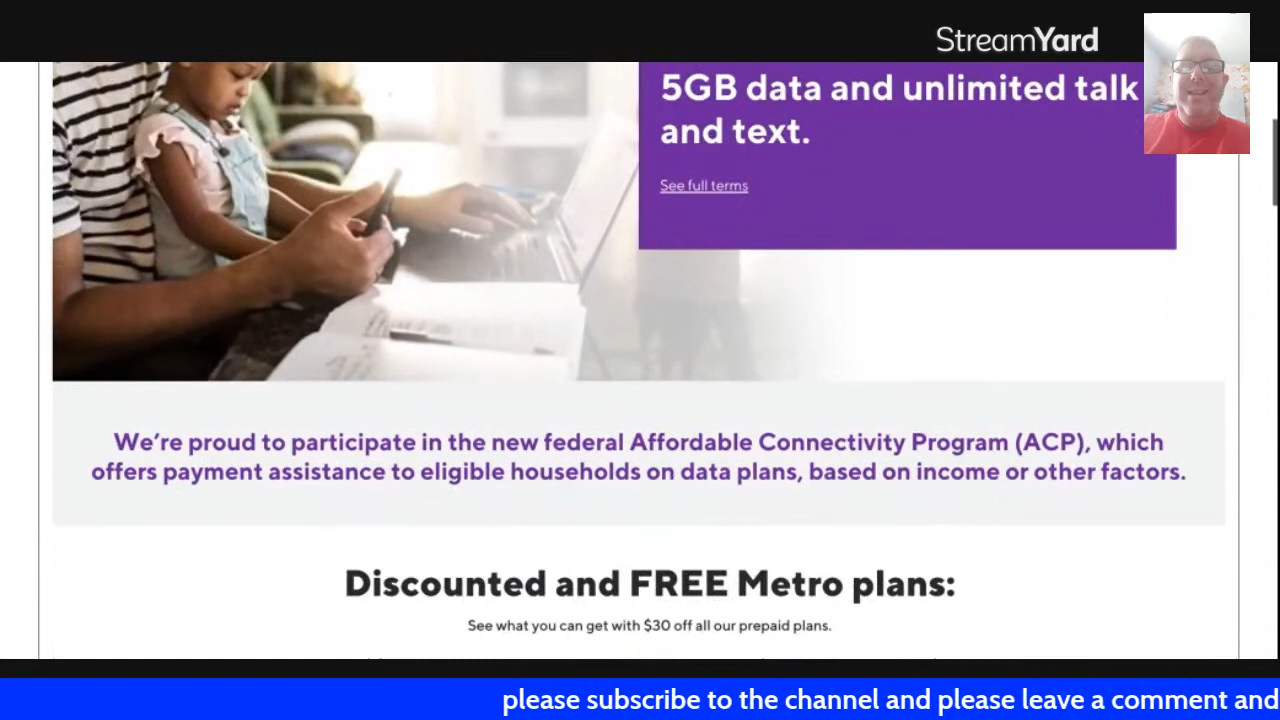 StreamYard
5GB data and unlimited talk
and text.
See full terms
We're proud to participate in the new federal Affordable Connectivity Program (ACP), which
offers payment assistance to eligible households on data plans, based on income or other factors.
Discounted and FREE Metro plans:
See what you can get with $30 off all our prepaid plans.
please subscribe to the channel and please leave a comment and